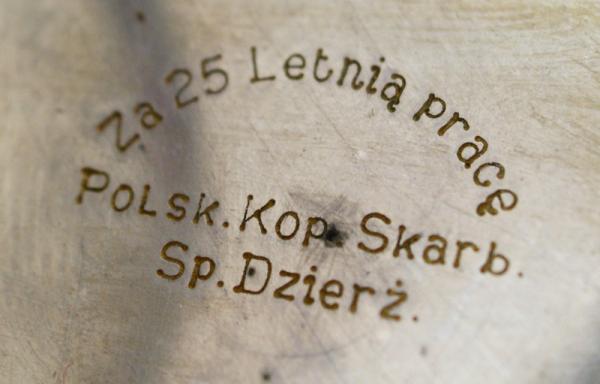 Za 25 Letnią pracę
Polsk. Kop. Skarb.
Sp. Dzierż.